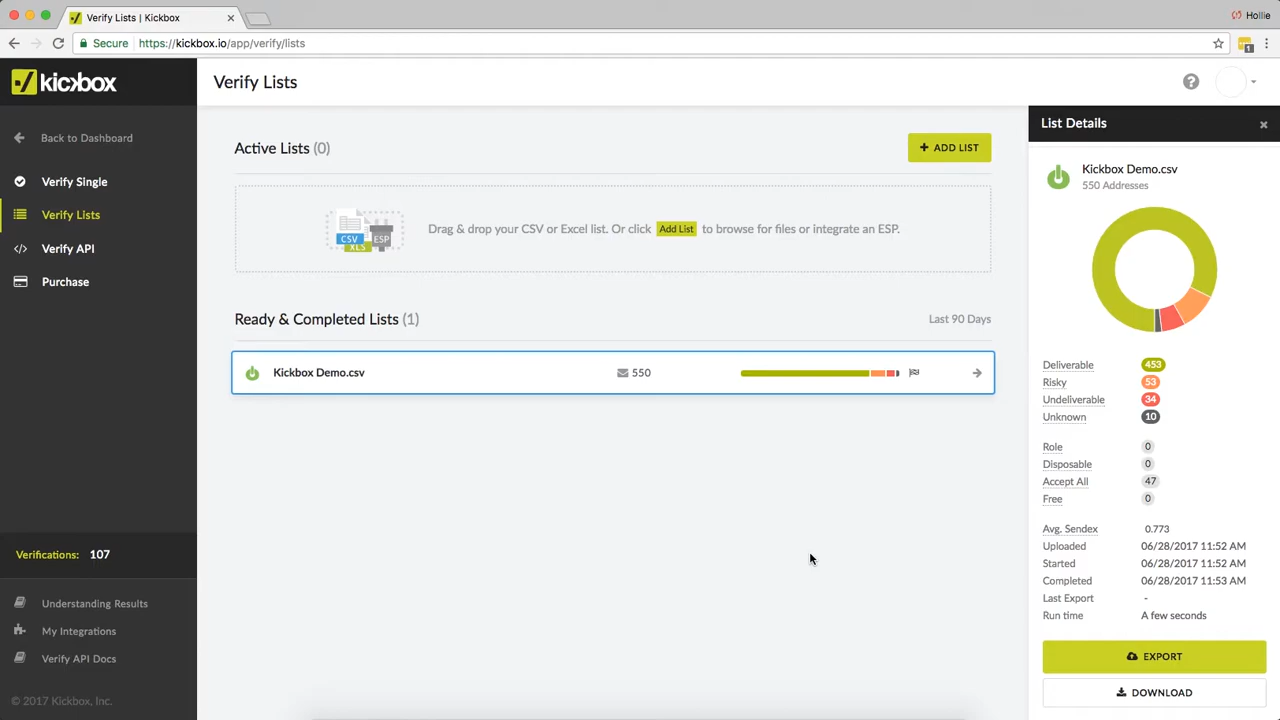 Verify Lists | Kickbox
Hollie
Secure https://kickbox.io/app/verify/lists
1
kickbox
Verify Lists
Back to Dashboard
Verify Single
Verify Lists
Verify API
Purchase
Verifications: 107
Understanding Results
My Integrations
Verify API Docs
© 2017 Kickbox, Inc.
Active Lists (0)
+ ADD LIST
CSV
XLS
ESP
Drag & drop your CSV or Excel list. Or click Add List to browse for files or integrate an ESP.
Ready & Completed Lists (1)
Last 90 Days
Kickbox Demo.csv 550
List Details
Kickbox Demo.csv
550 Addresses
Deliverable 453
Risky 53
Undeliverable 34
Unknown 10
Role 0
Disposable 0
Accept All 47
Free 0
Avg. Sendex 0.773
Uploaded 06/28/2017 11:52 AM
Started 06/28/2017 11:52 AM
Completed 06/28/2017 11:53 AM
Last Export -
Run time A few seconds
EXPORT
DOWNLOAD